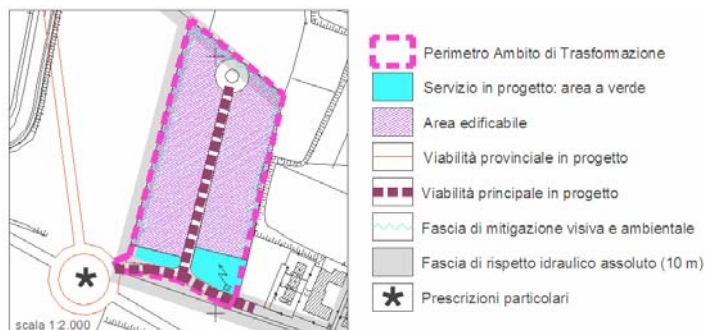 Perimetro Ambito di Trasformazione
Servizio in progetto: area a verde
Area edificabile
Viabilità provinciale in progetto
Viabilità principale in progetto
Fascia di mitigazione visiva e ambientale
Fascia di rispetto idraulico assoluto (10 m)
Prescrizioni particolari
scala 1:2.000